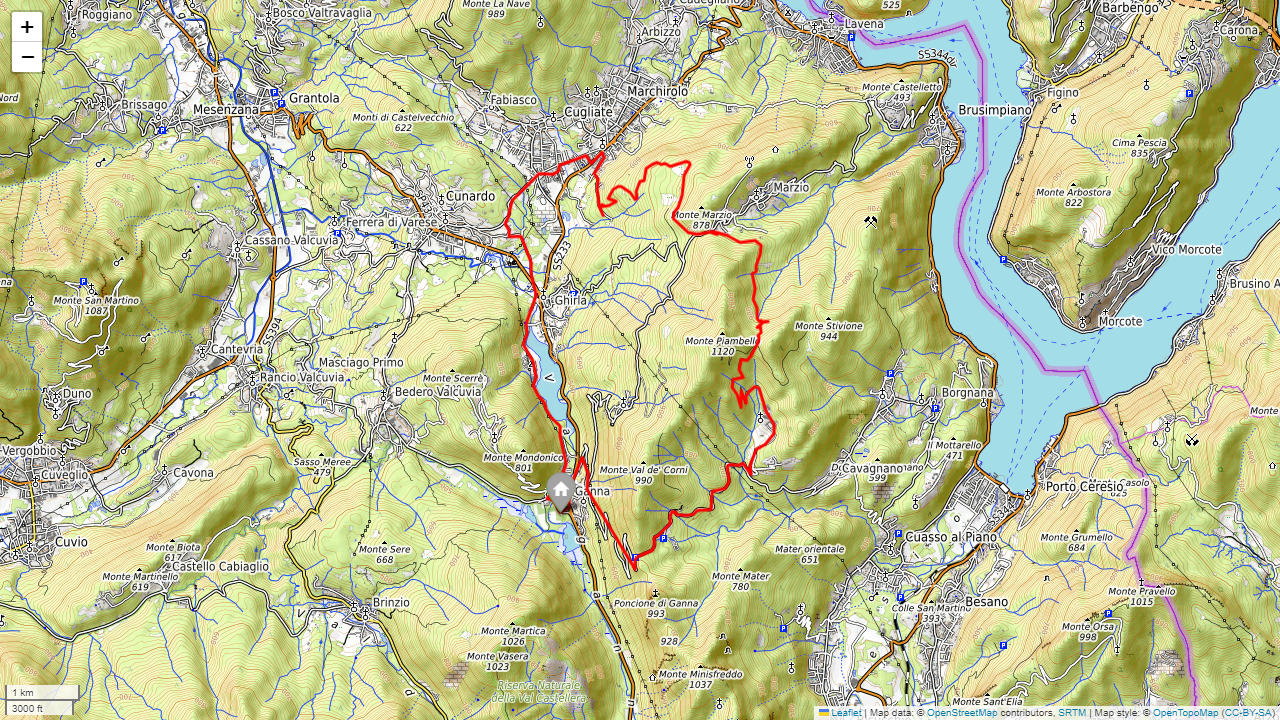 +
−
Roggiano
Bosco Valtravaglia
Monte La Nave
989
Cadegliano
Arbizzo
Lavena
525
Barbengo
Carona
SS344dir
Nord
Brissago
Mesenzana
Grantola
Monti di Castelvecchio
622
Fabiasco
Cugliate
Marchirolo
Monte Castelletto
493
Brusimpiano
Figino
Cima Pescia
835
Cunardo
Marzio
Monte Arbostora
822
Ferrera di Varese
Cassano Valcuvia
Monte Marzio
878
Vico Morcote
SS233
Ghirla
Monte San Martino
1087
SS394
Brusino A
Morcote
Monte Stivione
944
Monte Piambello
1120
Cantevria
Masciago Primo
Rancio Valcuvia
Monte Scerrè
Bedero Valcuvia
Duno
Borgnana
Monte
Vergobbio
Cuveglio
Cavona
Sasso Meree
479
Monte Mondonico
801
Il Mottarello
471
Monte Val de' Corni
990
Cavagnano
599
Ganna
Porto Ceresio
SS344
Cuvio
Monte Biota
617
Castello Cabiaglio
Monte Martinello
619
Monte Sere
668
Cuasso al Piano
Monte Grumello
684
Mater orientale
651
Monte Mater
780
Monte Pravello
1015
Brinzio
Poncione di Ganna
993
Besano
Colle San Martino
393
Monte Orsa
998
Monte Martica
1026
Monte Vasera
1023
928
Monte Minisfreddo
1037
Riserva Naturale
della Val Castellera
Monte Sant'Elia
1 km
3000 ft
Leaflet | Map data: © OpenStreetMap contributors, SRTM | Map style: © OpenTopoMap (CC-BY-SA)